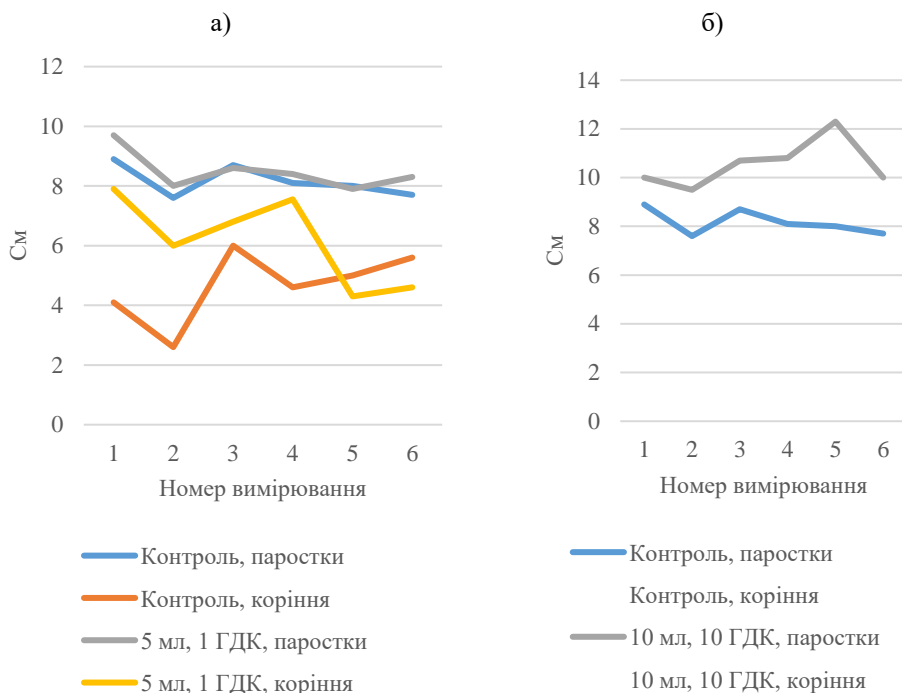 а)
12
10
8
6
4
2
0
См
1 2 3 4 5 6
Номер вимірювання
Контроль, паростки
Контроль, коріння
5 мл, 1 ГДК, паростки
5 мл, 1 ГДК, коріння
б)
14
12
10
8
6
4
2
0
См
1 2 3 4 5 6
Номер вимірювання
Контроль, паростки
Контроль, коріння
10 мл, 10 ГДК, паростки
10 мл, 10 ГДК, коріння